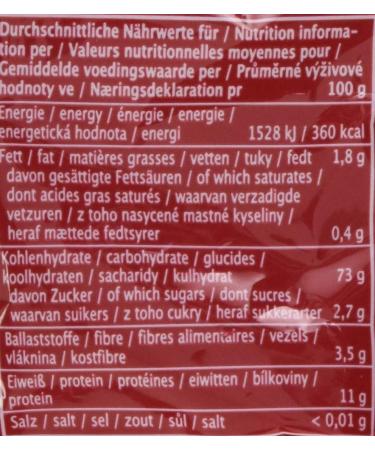 Durchschnittliche Nährwerte für / Nutrition informa-
tion per / Valeurs nutritionnelles moyennes pour /
Gemiddelde voedingswaarde per / Průměrné výživové
hodnoty ve / Næringsdeklaration pr 100 g
Energie / energy / énergie / energie /
energetická hodnota / energi 1528 kJ / 360 kcal
Fett / fat / matières grasses / vetten / tuky / fedt 1,8 g
davon gesättigte Fettsäuren / of which saturates /
dont acides gras saturés / waarvan verzadigde
vetzuren / z toho nasycené mastné kyseliny /
heraf mættede fedtsyrer 0,4 g
Kohlenhydrate / carbohydrate / glucides /
koolhydraten / sacharidy / kulhydrat 73 g
davon Zucker / of which sugars / dont sucres /
waarvan suikers / z toho cukry / heraf sukkerarter 2,7 g
Ballaststoffe / fibre / fibres alimentaires / vezels /
vláknina / kostfibre 3,5 g
Eiweiß / protein / protéines / eiwitten / bílkoviny /
protein 11 g
Salz / salt / sel / zout / sůl / salt < 0,01 g